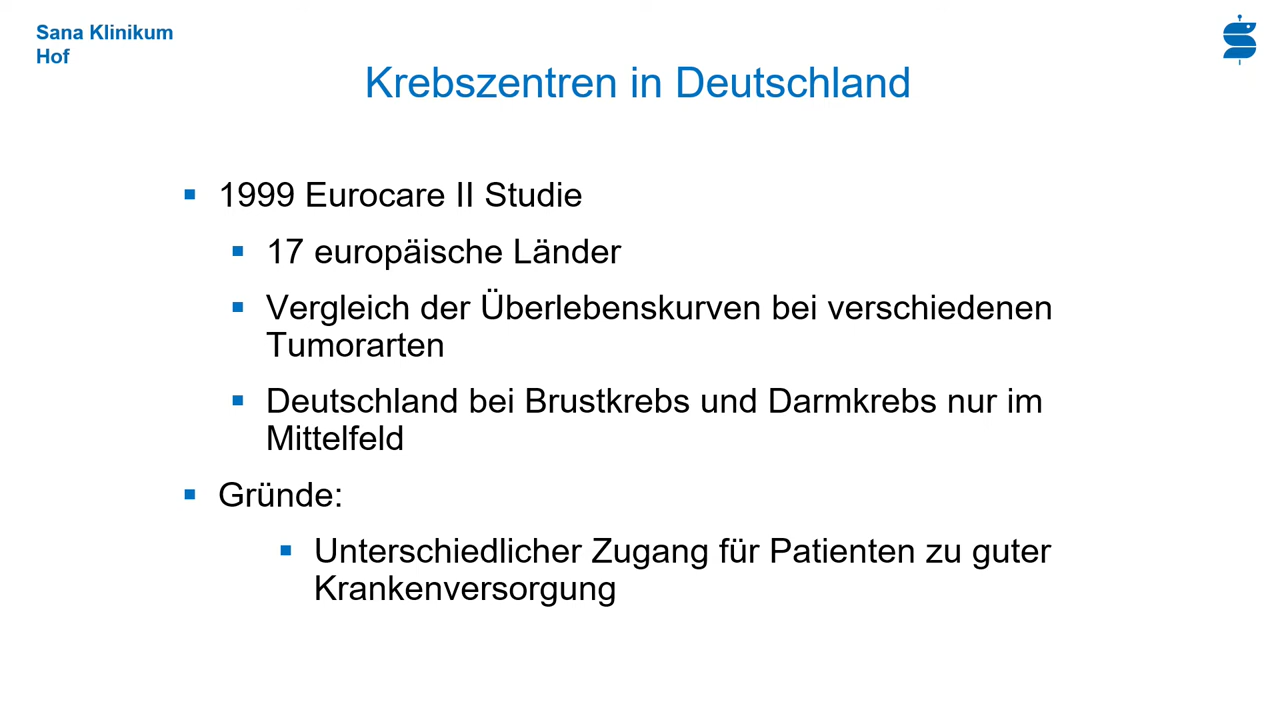 Sana Klinikum
Hof
Krebszentren in Deutschland
1999 Eurocare II Studie
17 europäische Länder
Vergleich der Überlebenskurven bei verschiedenen
Tumorarten
Deutschland bei Brustkrebs und Darmkrebs nur im
Mittelfeld
Gründe:
Unterschiedlicher Zugang für Patienten zu guter
Krankenversorgung